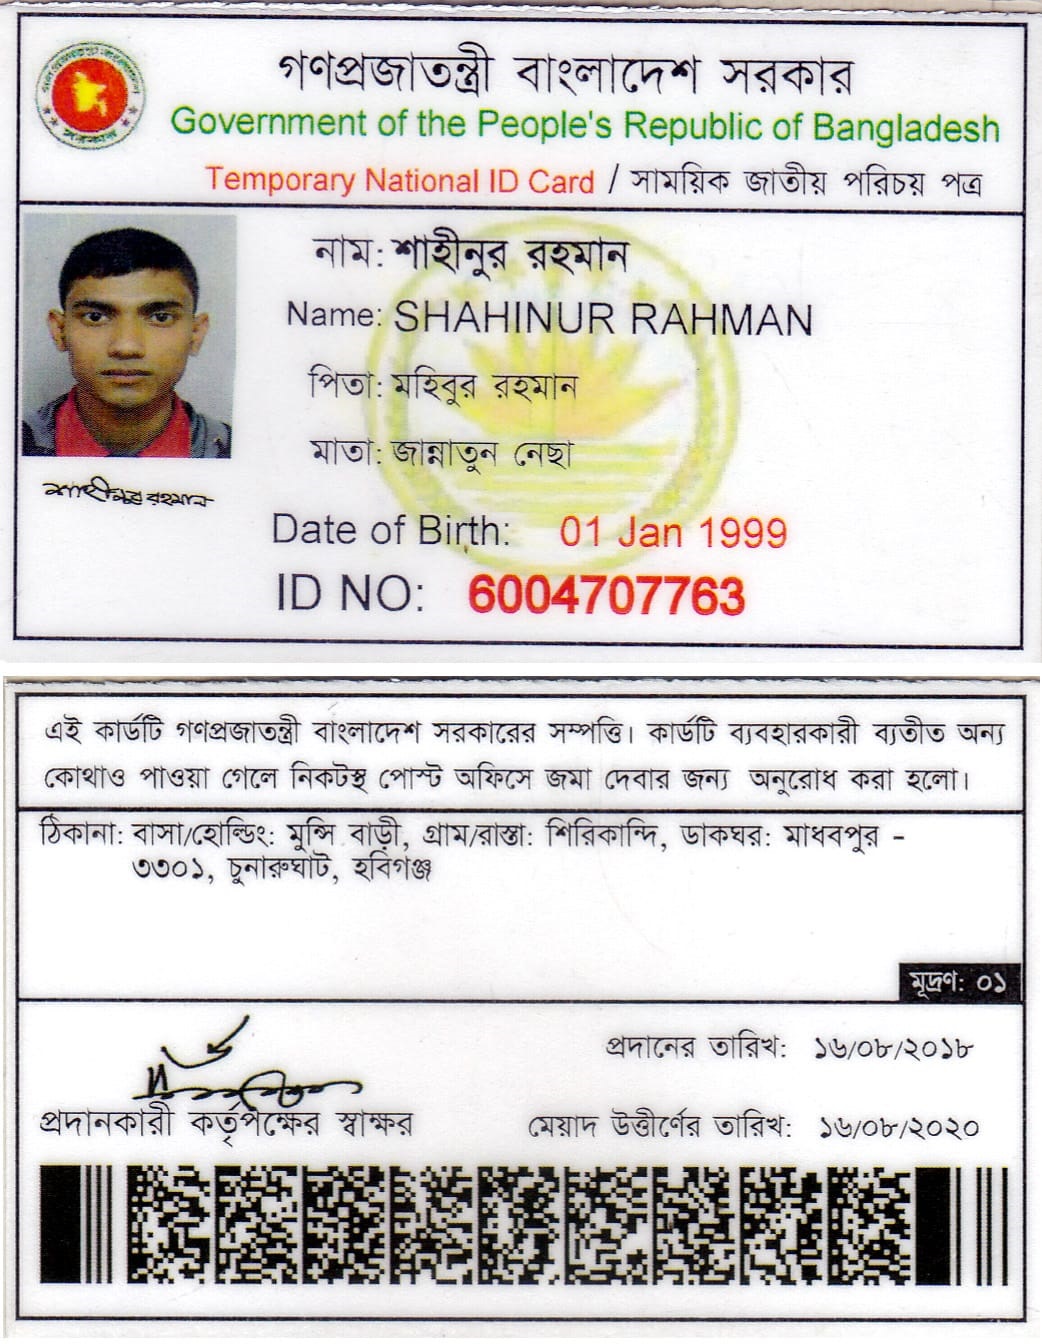 গণপ্রজাতন্ত্রী বাংলাদেশ সরকার
Government of the People's Republic of Bangladesh
Temporary National ID Card / সাময়িক জাতীয় পরিচয় পত্র
নাম: শাহীনুর রহমান
Name: SHAHINUR RAHMAN
পিতা: মহিবুর রহমান
মাতা: জান্নাতুন নেছা
শাহীনুর রহমান
Date of Birth: 01 Jan 1999
ID NO: 6004707763
এই কার্ডটি গণপ্রজাতন্ত্রী বাংলাদেশ সরকারের সম্পত্তি। কার্ডটি ব্যবহারকারী ব্যতীত অন্য
কোথাও পাওয়া গেলে নিকটস্থ পোস্ট অফিসে জমা দেবার জন্য অনুরোধ করা হলো।
ঠিকানা: বাসা/হোল্ডিং: মুন্সি বাড়ী, গ্রাম/রাস্তা: শিরিকান্দি, ডাকঘর: মাধবপুর -
৩৩০১, চুনারুঘাট, হবিগঞ্জ
মূদ্রণ: ০১
প্রদানের তারিখ: ১৬/০৮/২০১৮
প্রদানকারী কর্তৃপক্ষের স্বাক্ষর
মেয়াদ উত্তীর্ণের তারিখ: ১৬/০৮/২০২০